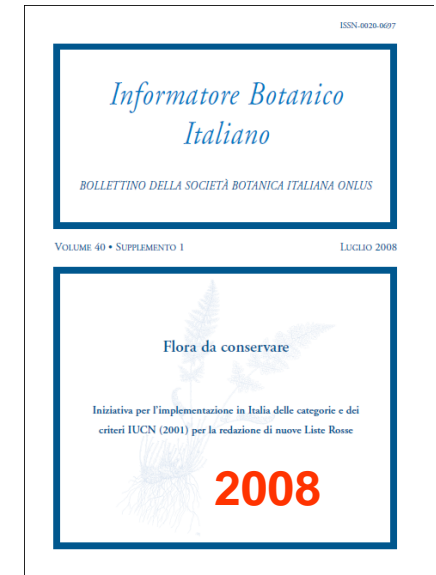 ISSN-0020-0697
Informatore Botanico
Italiano
BOLLETTINO DELLA SOCIETÀ BOTANICA ITALIANA ONLUS
VOLUME 40 • SUPPLEMENTO 1 LUGLIO 2008
Flora da conservare
Iniziativa per l'implementazione in Italia delle categorie e dei
criteri IUCN (2001) per la redazione di nuove Liste Rosse
2008